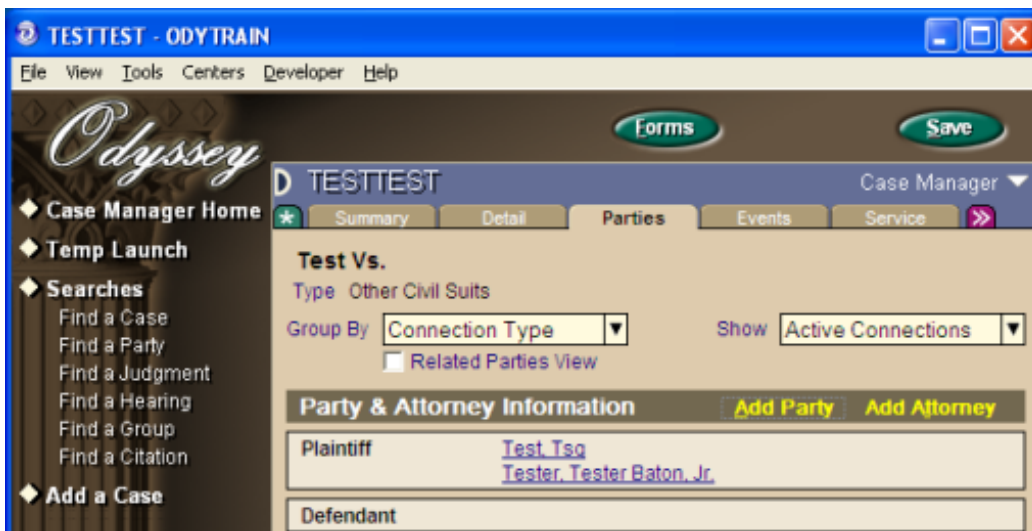 TESTTEST - ODYTRAIN
File View Tools Centers Developer Help
Odyssey
Forms Save
TESTTEST Case Manager
Case Manager Home
Temp Launch
Searches
Find a Case
Find a Party
Find a Judgment
Find a Hearing
Find a Group
Find a Citation
Add a Case
* Summary Detail Parties Events Service
Test Vs.
Type Other Civil Suits
Group By Connection Type Show Active Connections
Related Parties View
Party & Attorney Information Add Party Add Attorney
Plaintiff Test, Tsq
Tester, Tester Baton, Jr.
Defendant